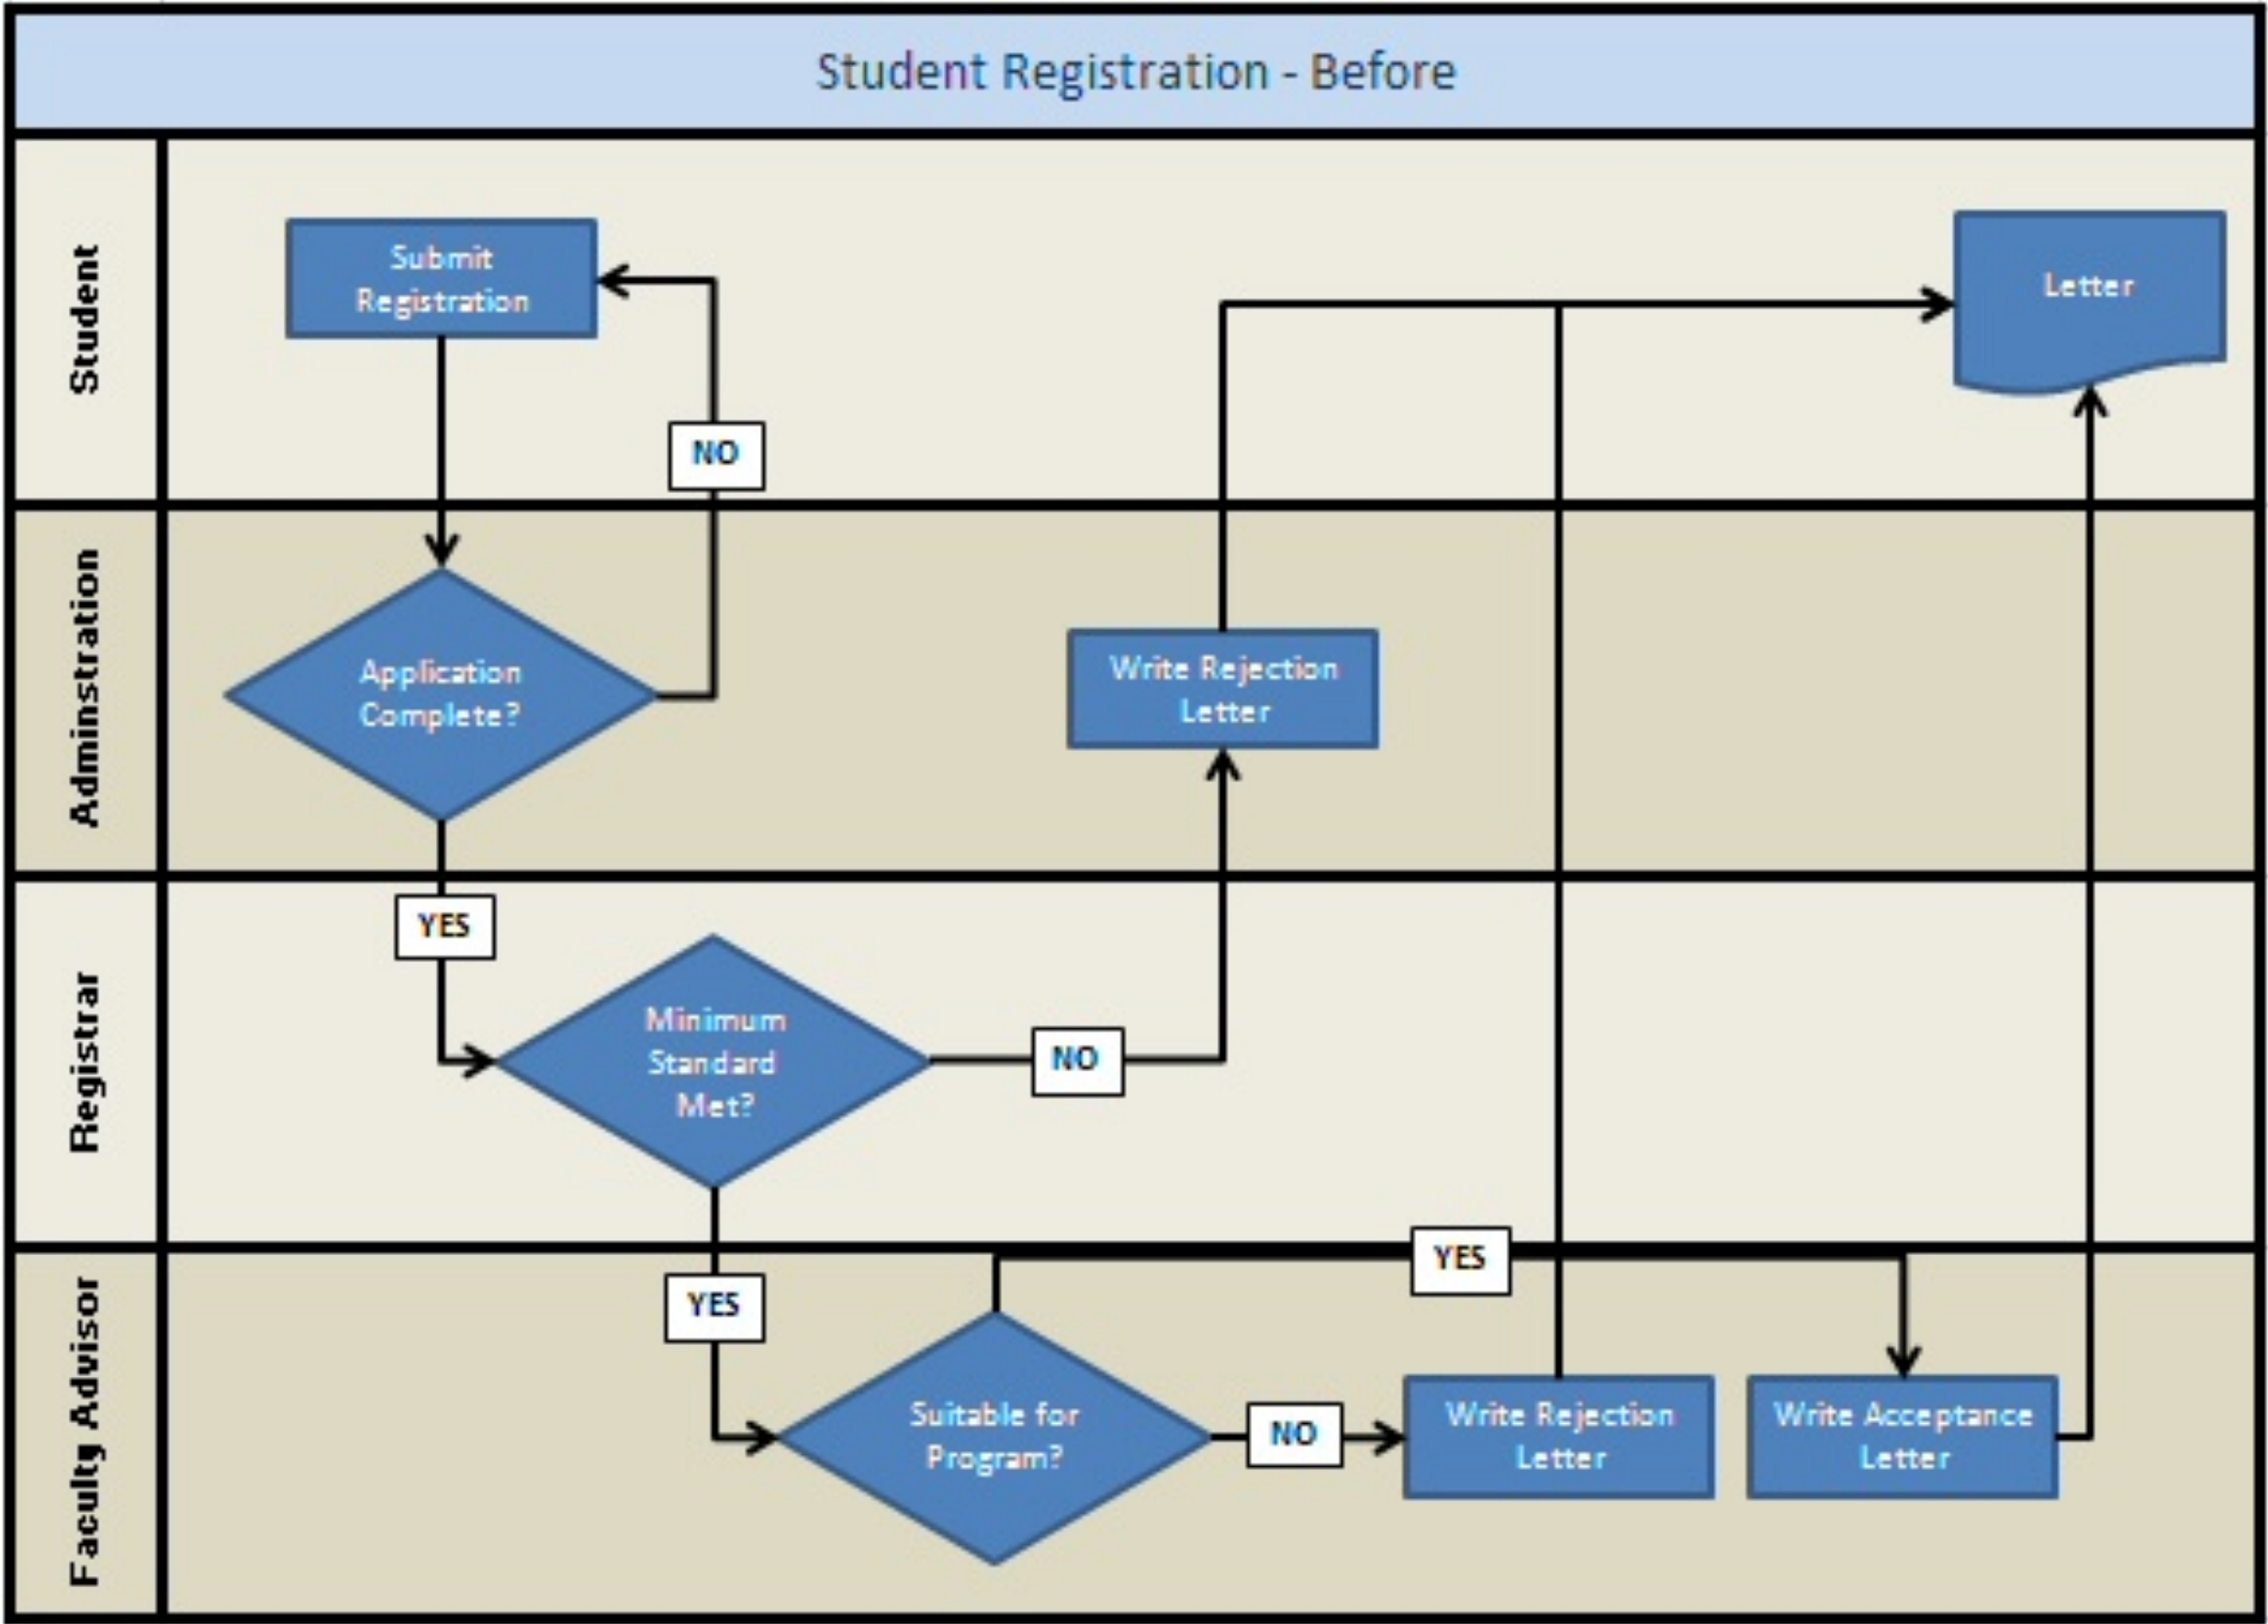 Student Registration - Before
Student
Submit
Registration
Letter
NO
Adminstration
Application
Complete?
Write Rejection
Letter
Registrar
YES
Minimum
Standard
Met?
NO
Faculty Advisor
YES
YES
Suitable for
Program?
NO
Write Rejection
Letter
Write Acceptance
Letter